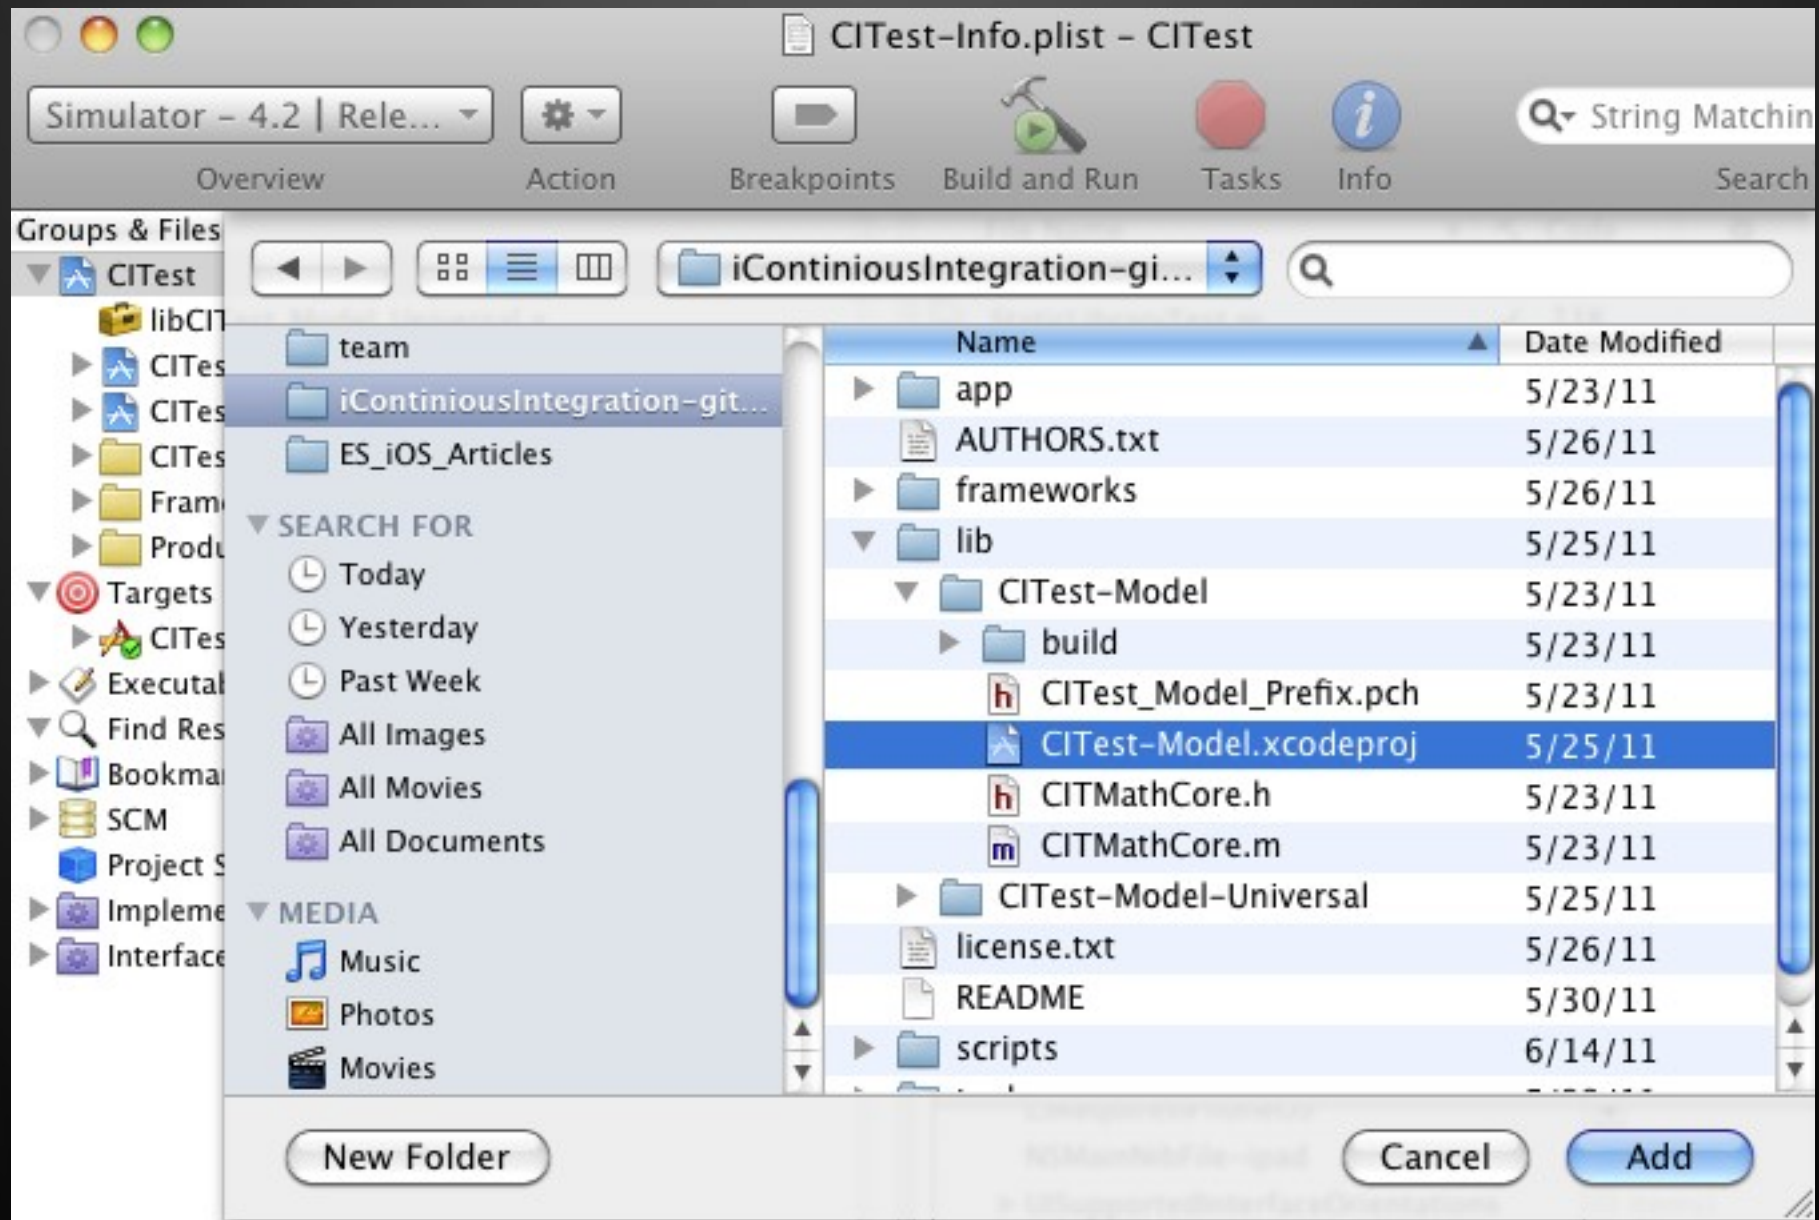 CITest-Info.plist – CITest
Simulator – 4.2 | Rele...
Overview
Action
Breakpoints
Build and Run
Tasks
Info
String Matchin
Search
Groups & Files
CITest
libCIT
CITes
CITes
CITes
Fram
Produ
Targets
CITes
Executa
Find Res
Bookma
SCM
Project S
Impleme
Interface
iContiniousIntegration-gi...
team
iContiniousIntegration-git...
ES_iOS_Articles
SEARCH FOR
Today
Yesterday
Past Week
All Images
All Movies
All Documents
MEDIA
Music
Photos
Movies
Name Date Modified
app 5/23/11
AUTHORS.txt 5/26/11
frameworks 5/26/11
lib 5/25/11
CITest-Model 5/23/11
build 5/23/11
CITest_Model_Prefix.pch 5/23/11
CITest-Model.xcodeproj 5/25/11
CITMathCore.h 5/23/11
CITMathCore.m 5/23/11
CITest-Model-Universal 5/25/11
license.txt 5/26/11
README 5/30/11
scripts 6/14/11
New Folder
Cancel
Add